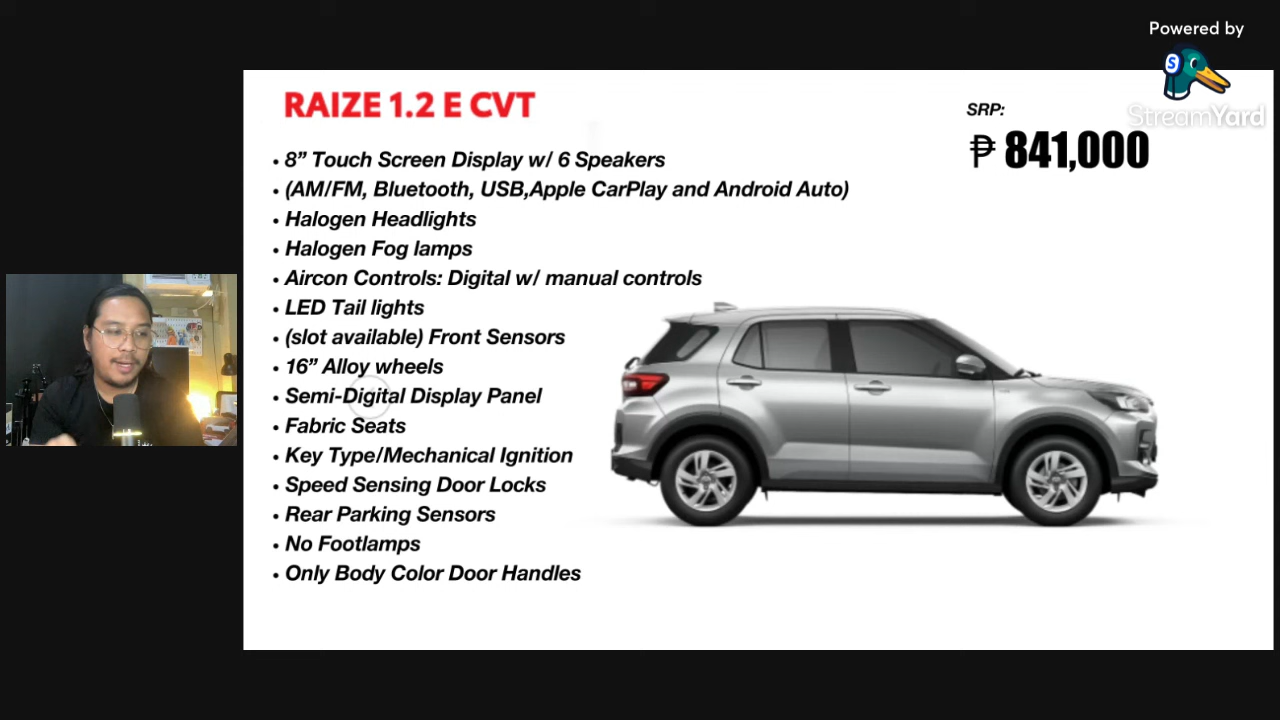 Powered by
S
StreamYard
RAIZE 1.2 E CVT
SRP:
₱ 841,000
• 8” Touch Screen Display w/ 6 Speakers
• (AM/FM, Bluetooth, USB,Apple CarPlay and Android Auto)
• Halogen Headlights
• Halogen Fog lamps
• Aircon Controls: Digital w/ manual controls
• LED Tail lights
• (slot available) Front Sensors
• 16” Alloy wheels
• Semi-Digital Display Panel
• Fabric Seats
• Key Type/Mechanical Ignition
• Speed Sensing Door Locks
• Rear Parking Sensors
• No Footlamps
• Only Body Color Door Handles